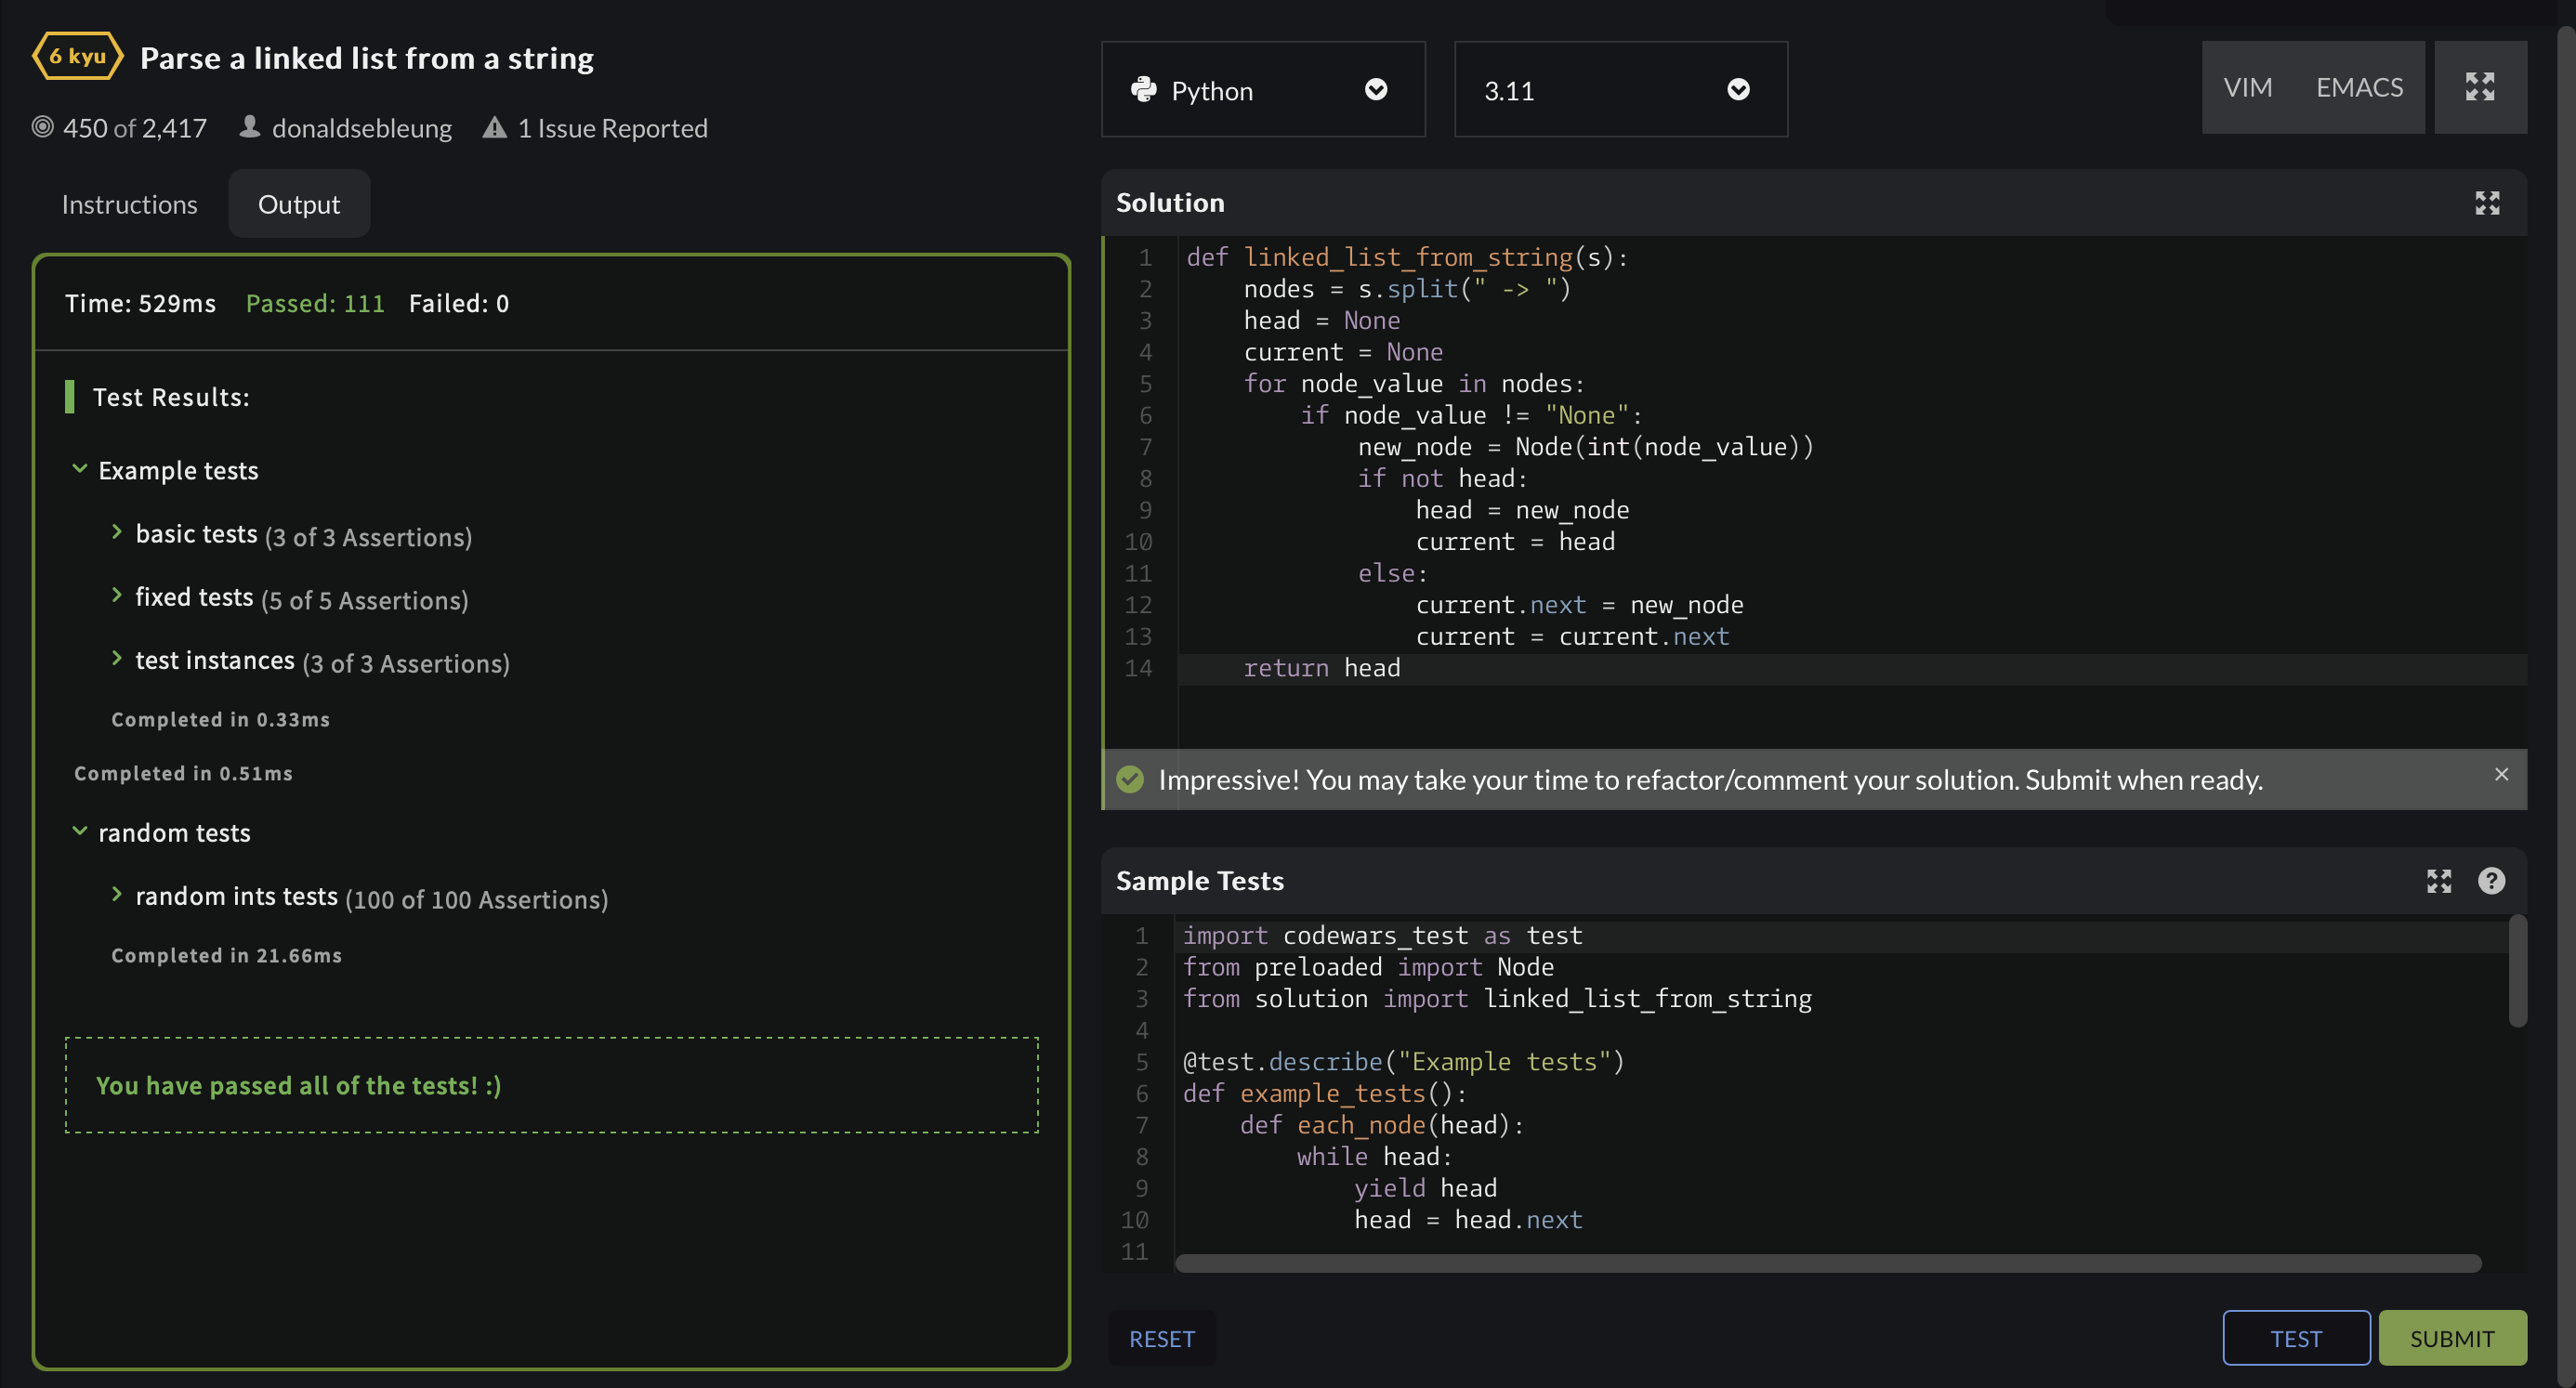 6 kyu Parse a linked list from a string
450 of 2,417 donaldsebleung 1 Issue Reported
Instructions Output
Time: 529ms Passed: 111 Failed: 0
Test Results:
Example tests
basic tests (3 of 3 Assertions)
fixed tests (5 of 5 Assertions)
test instances (3 of 3 Assertions)
Completed in 0.33ms
Completed in 0.51ms
random tests
random ints tests (100 of 100 Assertions)
Completed in 21.66ms
You have passed all of the tests! :)
Python 3.11 VIM EMACS
Solution
1 def linked_list_from_string(s):
2     nodes = s.split(" -> ")
3     head = None
4     current = None
5     for node_value in nodes:
6         if node_value != "None":
7             new_node = Node(int(node_value))
8             if not head:
9                 head = new_node
10                 current = head
11             else:
12                 current.next = new_node
13                 current = current.next
14     return head
Impressive! You may take your time to refactor/comment your solution. Submit when ready. ×
Sample Tests ?
1 import codewars_test as test
2 from preloaded import Node
3 from solution import linked_list_from_string
4
5 @test.describe("Example tests")
6 def example_tests():
7     def each_node(head):
8         while head:
9             yield head
10             head = head.next
11
RESET TEST SUBMIT